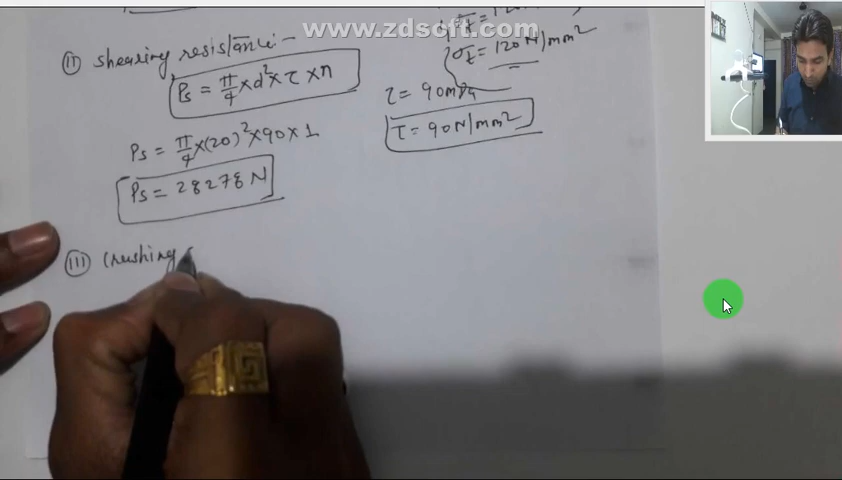 www.zdsoft.com
(II) shearing resistance:-
Ps = π/4 × d² × τ × n
Ps = π/4 × (20)² × 90 × 1
Ps = 28278 N
σt = 120 N/mm²
τ = 90 mpa
τ = 90 N/mm²
(III) Crushing